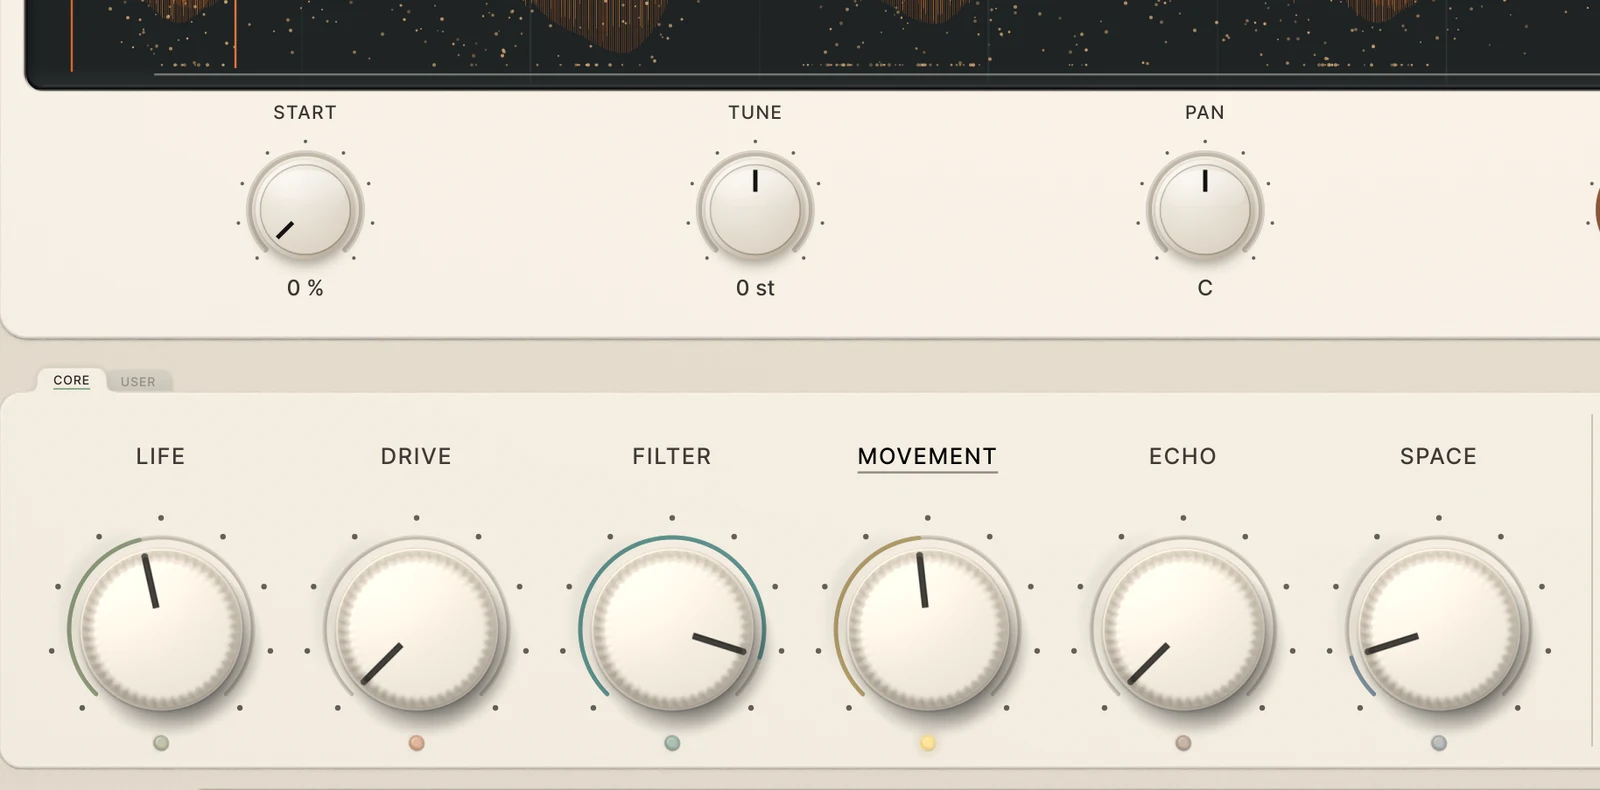 START
TUNE
PAN
0 %
0 st
C
CORE
USER
LIFE
DRIVE
FILTER
MOVEMENT
ECHO
SPACE